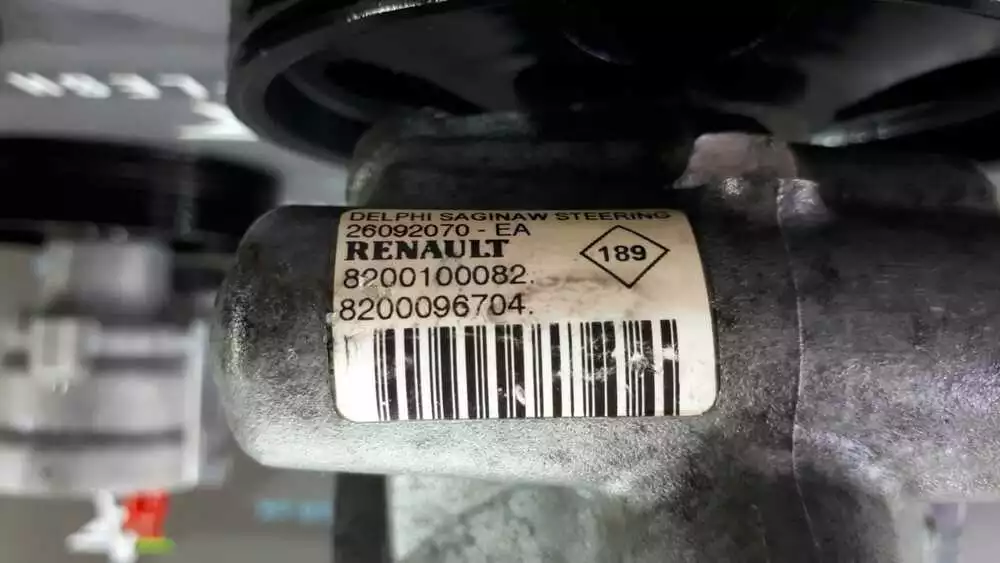 DELPHI SAGINAW STEERING
26092070 - EA
RENAULT
189
8200100082.
8200096704.